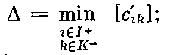 Δ = min [c′ᵢₖ];
i∈I⁺
k∈K⁻